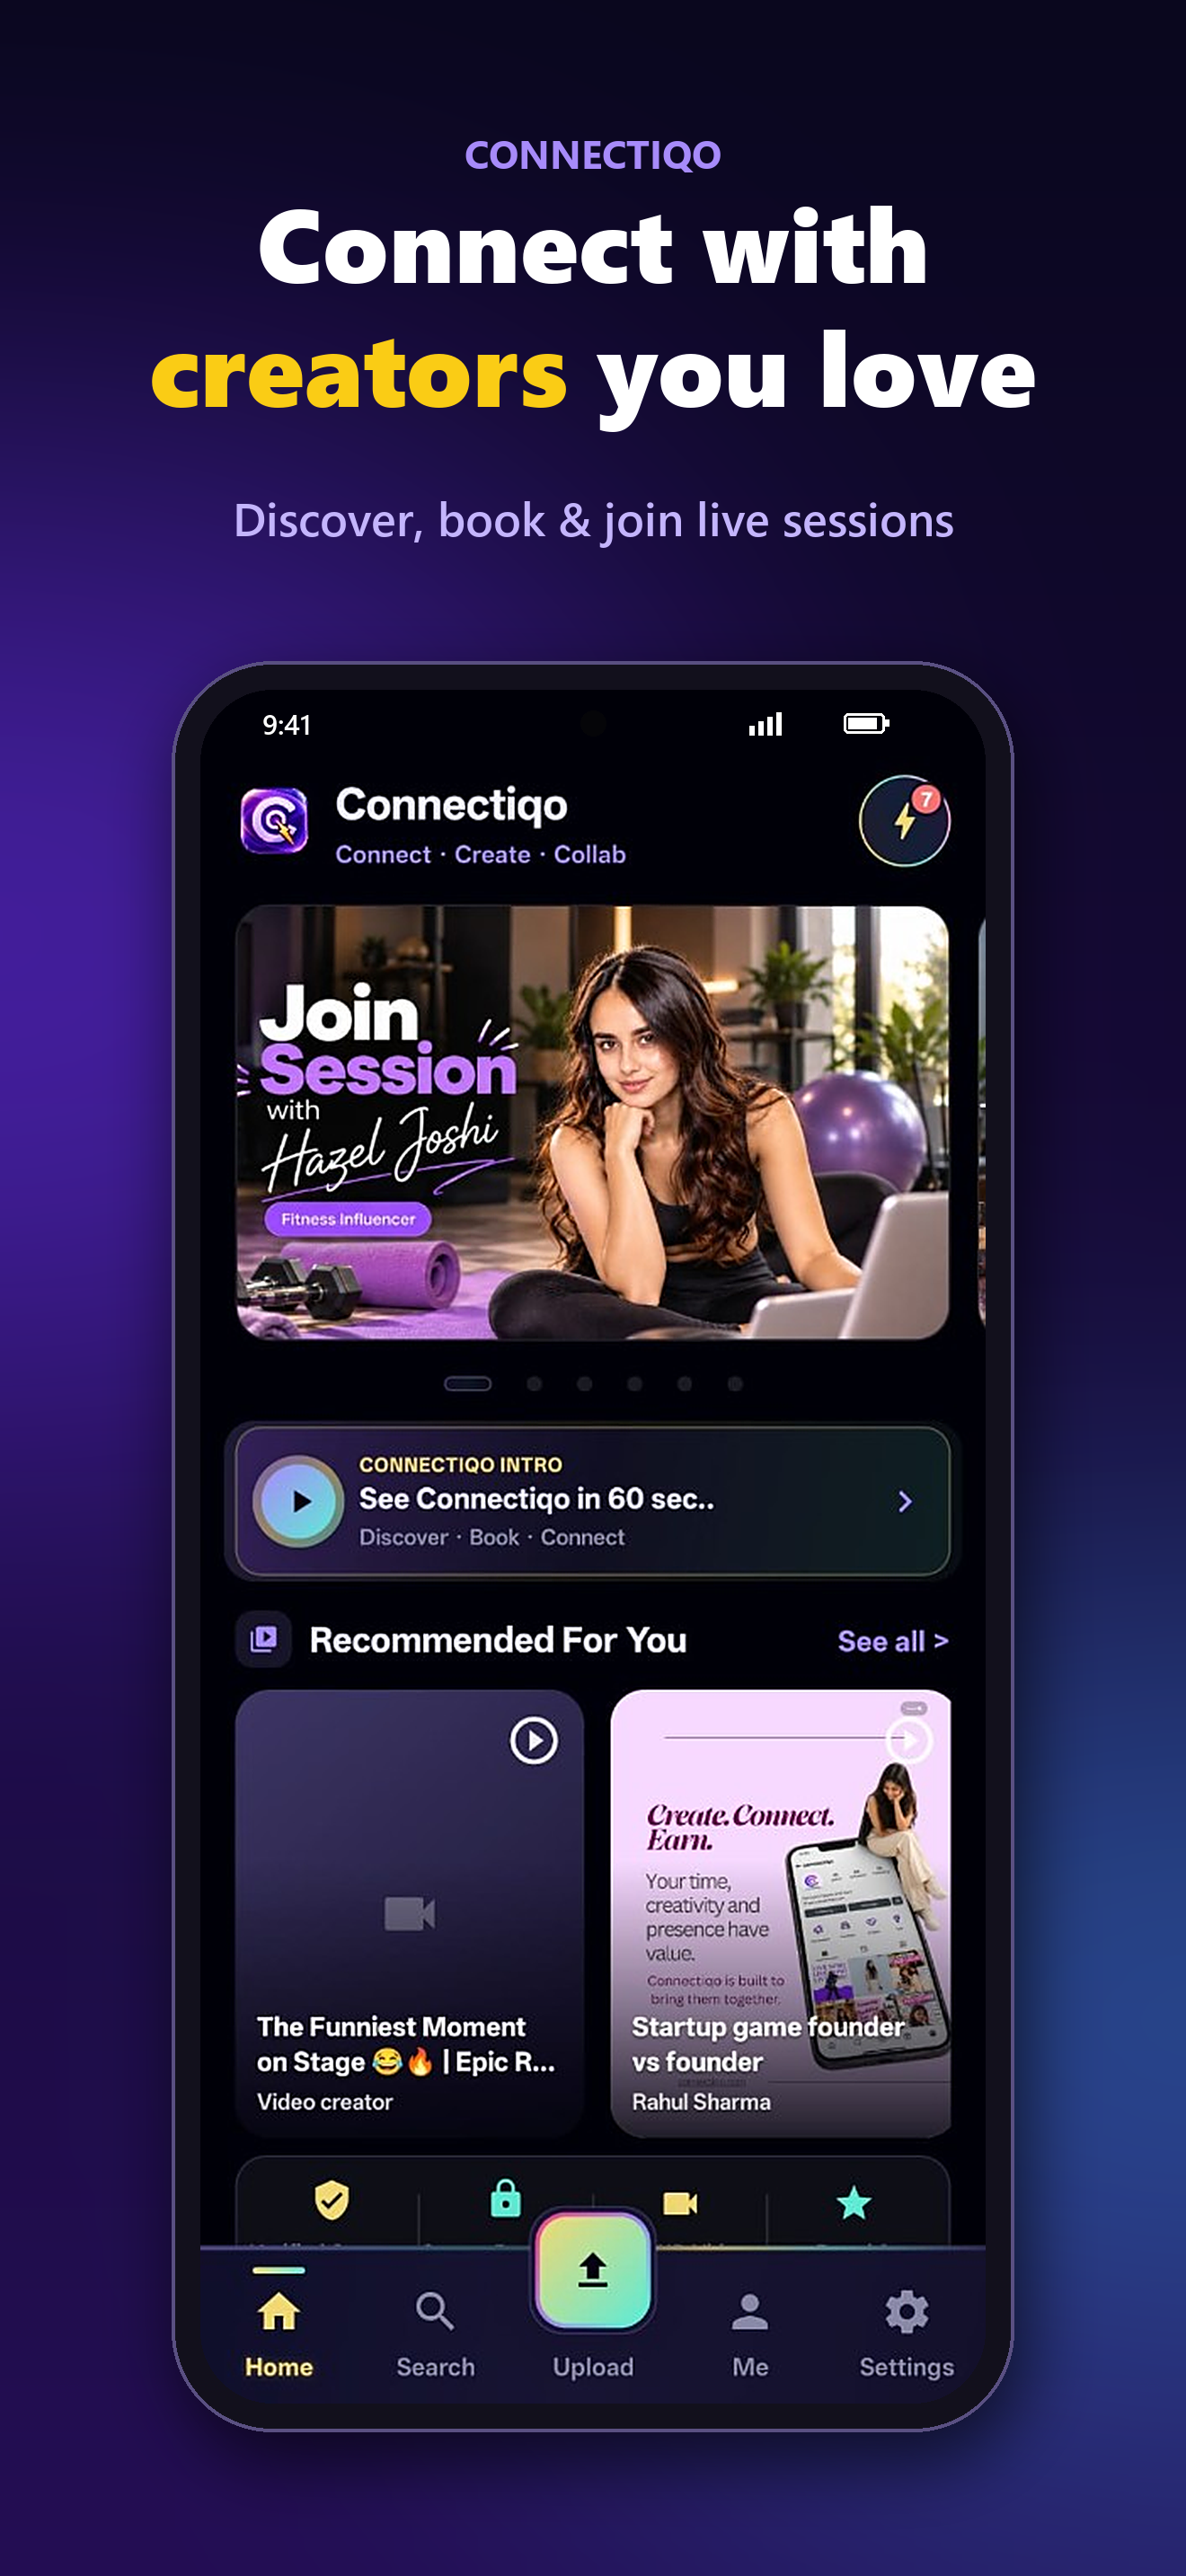 CONNECTIQO
Connect with
creators you love
Discover, book & join live sessions
9:41
Connectiqo
Connect · Create · Collab
7
Join
Session
with
Hazel Joshi
Fitness Influencer
CONNECTIQO INTRO
See Connectiqo in 60 sec..
Discover · Book · Connect
Recommended For You
See all >
Create. Connect.
Earn.
Your time,
creativity and
presence have
value.
Connectiqo is built to
bring them together.
The Funniest Moment
on Stage 😂🔥 | Epic R...
Video creator
Startup game founder
vs founder
Rahul Sharma
Home
Search
Upload
Me
Settings